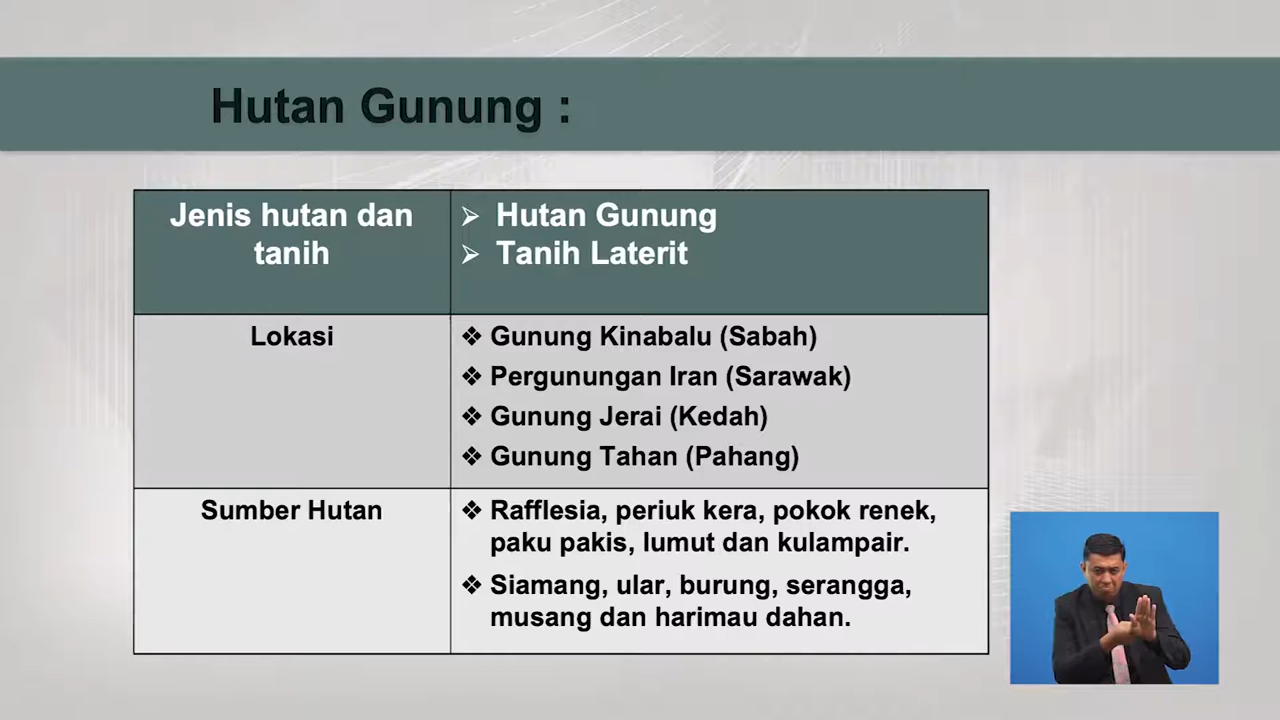 Hutan Gunung :
Jenis hutan dan
tanih
➢ Hutan Gunung
➢ Tanih Laterit
Lokasi
❖ Gunung Kinabalu (Sabah)
❖ Pergunungan Iran (Sarawak)
❖ Gunung Jerai (Kedah)
❖ Gunung Tahan (Pahang)
Sumber Hutan
❖ Rafflesia, periuk kera, pokok renek,
paku pakis, lumut dan kulampair.
❖ Siamang, ular, burung, serangga,
musang dan harimau dahan.